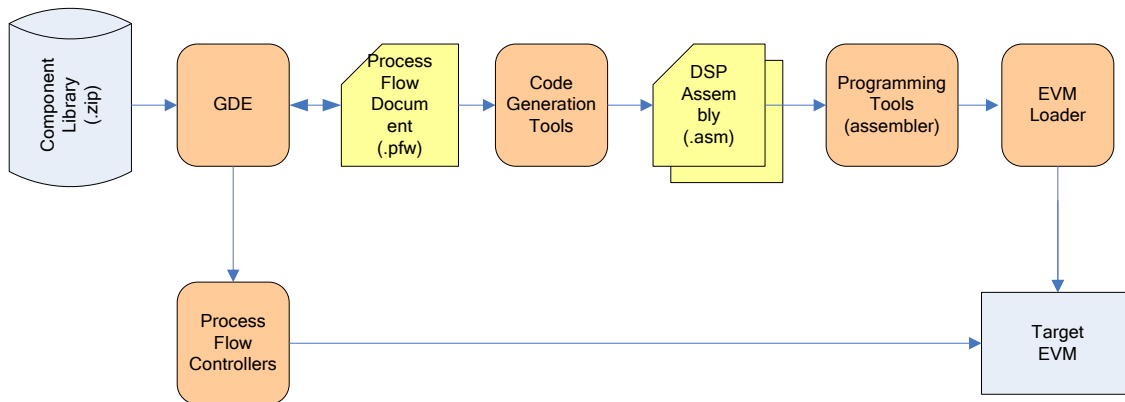 Component
Library
(.zip)
GDE
Process
Flow
Docum
ent
(.pfw)
Code
Generation
Tools
DSP
Assem
bly
(.asm)
Programming
Tools
(assembler)
EVM
Loader
Process
Flow
Controllers
Target
EVM